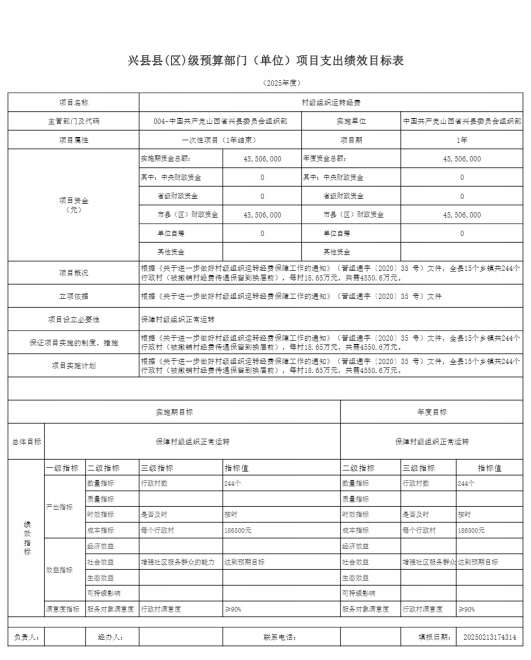 兴县县(区)级预算部门（单位）项目支出绩效目标表
（2025年度）
项目名称 村级组织运转经费
主管部门及代码 004-中国共产党山西省兴县委员会组织部 实施单位 中国共产党山西省兴县委员会组织部
项目属性 一次性项目（1年结束） 项目期 1年
项目资金（元） 实施期资金总额: 45,506,000 年度资金总额: 45,506,000
其中: 中央财政资金 0 其中: 中央财政资金 0
省级财政资金 0 省级财政资金 0
市县（区）财政资金 45,506,000 市县（区）财政资金 45,506,000
单位自筹 0 单位自筹 0
其他资金 其他资金
项目概况 根据《关于进一步做好村级组织运转经费保障工作的通知》（晋组通字〔2020〕35 号）文件，全县15个乡镇共244个
行政村（被撤销村经费待遇保留到换届前），每村18.65万元，共需4550.6万元。
立项依据 根据《关于进一步做好村级组织运转经费保障工作的通知》（晋组通字〔2020〕35 号）文件
项目设立必要性 保障村级组织正常运转
保证项目实施的制度、措施 根据《关于进一步做好村级组织运转经费保障工作的通知》（晋组通字〔2020〕35 号）文件，全县15个乡镇共244个
行政村（被撤销村经费待遇保留到换届前），每村18.65万元，共需4550.6万元。
项目实施计划 根据《关于进一步做好村级组织运转经费保障工作的通知》（晋组通字〔2020〕35 号）文件，全县15个乡镇共244个
行政村（被撤销村经费待遇保留到换届前），每村18.65万元，共需4550.6万元。
实施期目标 年度目标
总体目标 保障村级组织正常运转 保障村级组织正常运转
绩效指标 一级指标 二级指标 三级指标 指标值 二级指标 三级指标 指标值
产出指标 数量指标 行政村数 244个 数量指标 行政村数 244个
质量指标 质量指标
时效指标 是否及时 按时 时效指标 是否及时 按时
成本指标 每个行政村 186500元 成本指标 每个行政村 186500元
效益指标 经济效益 经济效益
社会效益 增强社区服务群众的能力 达到预期目标 社会效益 增强社区服务群众 达到预期目标
生态效益 生态效益
可持续影响 可持续影响
满意度指标 服务对象满意度 行政村满意度 ≥90% 服务对象满意度 行政村满意度 ≥90%
负责人: 经办人: 联系电话: 填报日期: 20250213174314